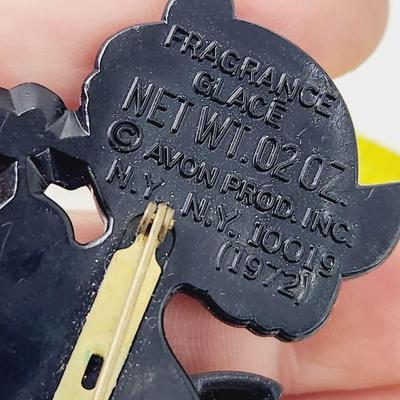 FRAGRANCE
GLACE
NET WT. .02 OZ.
© AVON PROD. INC.
N.Y. N.Y. 10019
(1972)